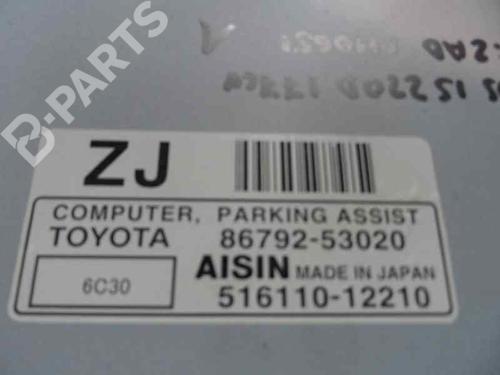 B-PARTS
ZJ
COMPUTER, PARKING ASSIST
TOYOTA 86792-53020
6C30
AISIN MADE IN JAPAN
516110-12210